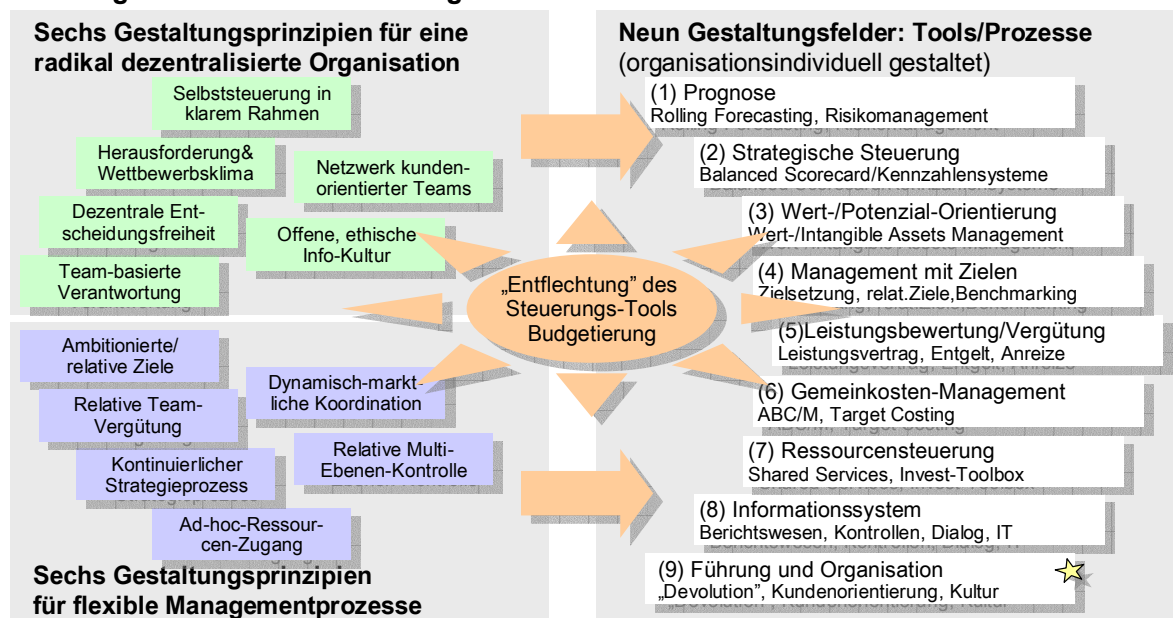 Sechs Gestaltungsprinzipien für eine
radikal dezentralisierte Organisation
Selbststeuerung in
klarem Rahmen
Herausforderung&
Wettbewerbsklima
Netzwerk kunden-
orientierter Teams
Dezentrale Ent-
scheidungsfreiheit
Offene, ethische
Info-Kultur
Team-basierte
Verantwortung
Ambitionierte/
relative Ziele
Dynamisch-markt-
liche Koordination
Relative Team-
Vergütung
Relative Multi-
Ebenen-Kontrolle
Kontinuierlicher
Strategieprozess
Ad-hoc-Ressour-
cen-Zugang
Sechs Gestaltungsprinzipien
für flexible Managementprozesse
„Entflechtung” des
Steuerungs-Tools
Budgetierung
Neun Gestaltungsfelder: Tools/Prozesse
(organisationsindividuell gestaltet)
(1) Prognose
Rolling Forecasting, Risikomanagement
(2) Strategische Steuerung
Balanced Scorecard/Kennzahlensysteme
(3) Wert-/Potenzial-Orientierung
Wert-/Intangible Assets Management
(4) Management mit Zielen
Zielsetzung, relat.Ziele,Benchmarking
(5)Leistungsbewertung/Vergütung
Leistungsvertrag, Entgelt, Anreize
(6) Gemeinkosten-Management
ABC/M, Target Costing
(7) Ressourcensteuerung
Shared Services, Invest-Toolbox
(8) Informationssystem
Berichtswesen, Kontrollen, Dialog, IT
(9) Führung und Organisation
„Devolution”, Kundenorientierung, Kultur